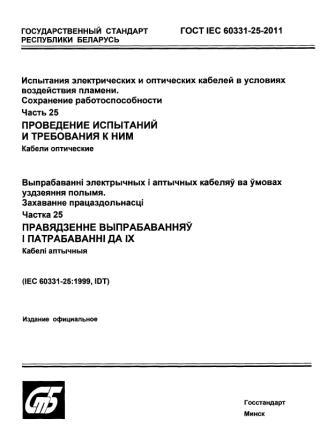 ГОСУДАРСТВЕННЫЙ СТАНДАРТ
РЕСПУБЛИКИ БЕЛАРУСЬ
ГОСТ IEC 60331-25-2011
Испытания электрических и оптических кабелей в условиях
воздействия пламени.
Сохранение работоспособности
Часть 25
ПРОВЕДЕНИЕ ИСПЫТАНИЙ
И ТРЕБОВАНИЯ К НИМ
Кабели оптические
Выпрабаванні электрычных і аптычных кабеляў ва ўмовах
уздзеяння полымя.
Захаванне працаздольнасці
Частка 25
ПРАВЯДЗЕННЕ ВЫПРАБАВАННЯЎ
І ПАТРАБАВАННІ ДА ІХ
Кабелі аптычныя
(IEC 60331-25:1999, IDT)
Издание официальное
СТБ
Госстандарт
Минск